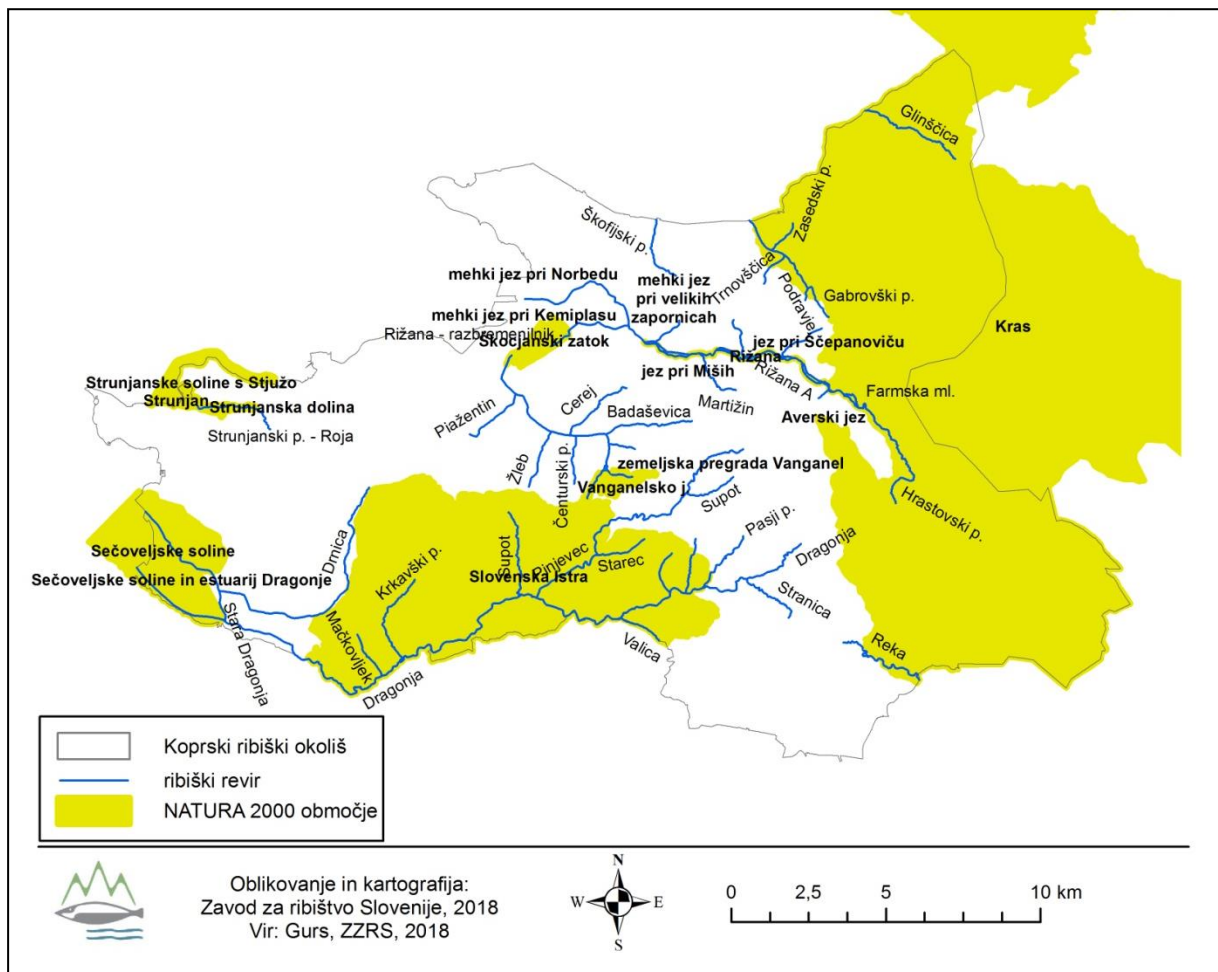 Glinščica
Zasedski p.
Škofijski p.
Trnovščica
mehki jez pri Norbedu
mehki jez
pri velikih
zapornicah
Podravje
Gabrovški p.
mehki jez pri Kemiplasu
Rižana - razbremenilnik
Škocjanski zatok
Kras
jez pri Ščepanoviču
Rižana
jez pri Miših
Rižana A
Farmska ml.
Strunjanske soline s Stjužo
Strunjan
Strunjanska dolina
Strunjanski p. - Roja
Piažentin
Cerej
Badaševica
Martižin
Averski jez
Žleb
Čenturski p.
zemeljska pregrada Vanganel
Vanganelsko j.
Supot
Hrastovski p.
Pasji p.
Dragonja
Drnica
Sečoveljske soline
Sečoveljske soline in estuarij Dragonje
Krkavški p.
Supot
Pinjevec
Starec
Slovenska Istra
Stranica
Stara Dragonja
Mačkovljek
Dragonja
Valica
Reka
Koprski ribiški okoliš
ribiški revir
NATURA 2000 območje
Oblikovanje in kartografija:
Zavod za ribištvo Slovenije, 2018
Vir: Gurs, ZZRS, 2018
N
W E
S
0 2,5 5 10 km